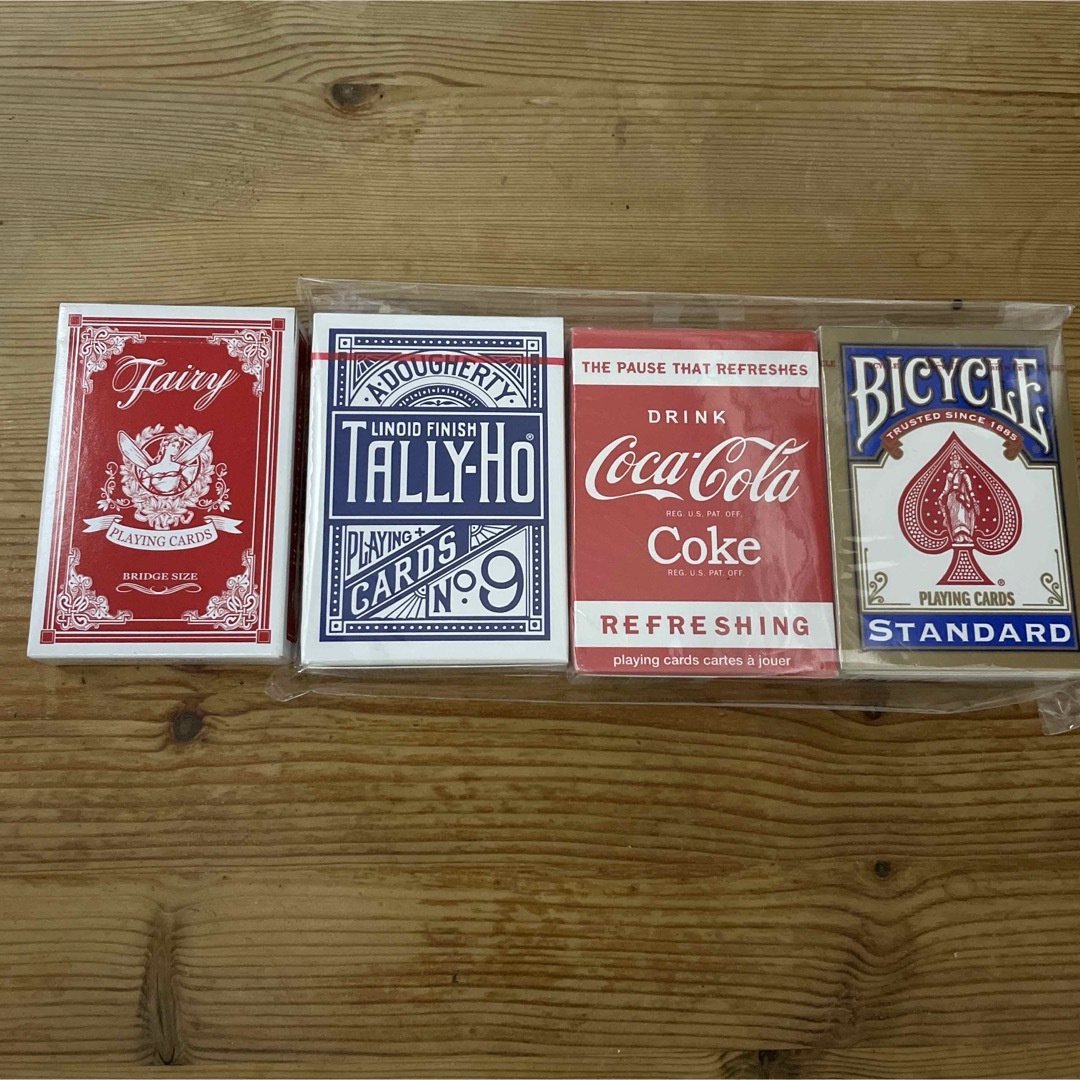 Fairy
PLAYING CARDS
BRIDGE SIZE
A. DOUGHERTY
LINOID FINISH
TALLY-HO®
PLAYING +
CARDS
No. 9
THE PAUSE THAT REFRESHES
DRINK
Coca-Cola
REG. U.S. PAT. OFF.
Coke
REG. U.S. PAT. OFF.
REFRESHING
playing cards cartes à jouer
BICYCLE
TRUSTED SINCE 1885
®
PLAYING CARDS
STANDARD